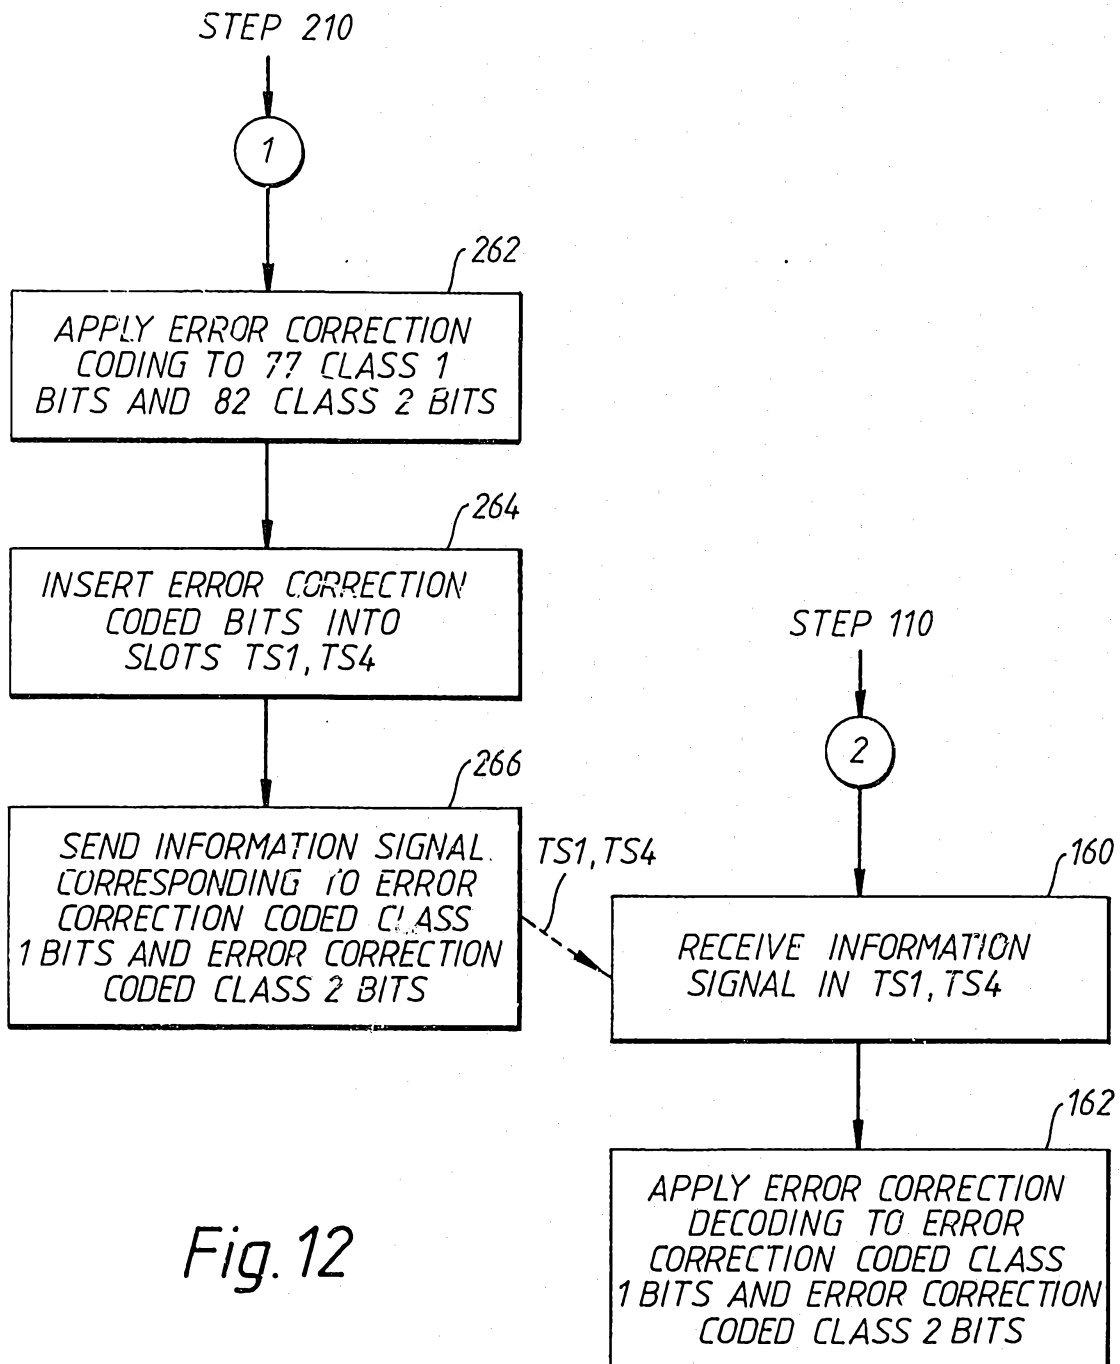 STEP 210
1
262
APPLY ERROR CORRECTION
CODING TO 77 CLASS 1
BITS AND 82 CLASS 2 BITS
264
INSERT ERROR CORRECTION
CODED BITS INTO
SLOTS TS1, TS4
266
SEND INFORMATION SIGNAL
CORRESPONDING TO ERROR
CORRECTION CODED CLASS
1 BITS AND ERROR CORRECTION
CODED CLASS 2 BITS
TS1, TS4
STEP 110
2
160
RECEIVE INFORMATION
SIGNAL IN TS1, TS4
162
APPLY ERROR CORRECTION
DECODING TO ERROR
CORRECTION CODED CLASS
1 BITS AND ERROR CORRECTION
CODED CLASS 2 BITS
Fig. 12